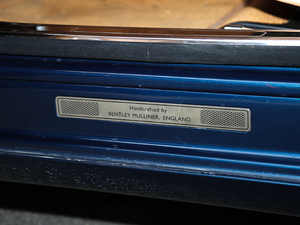 Handcrafted by
BENTLEY MULLINER, ENGLAND